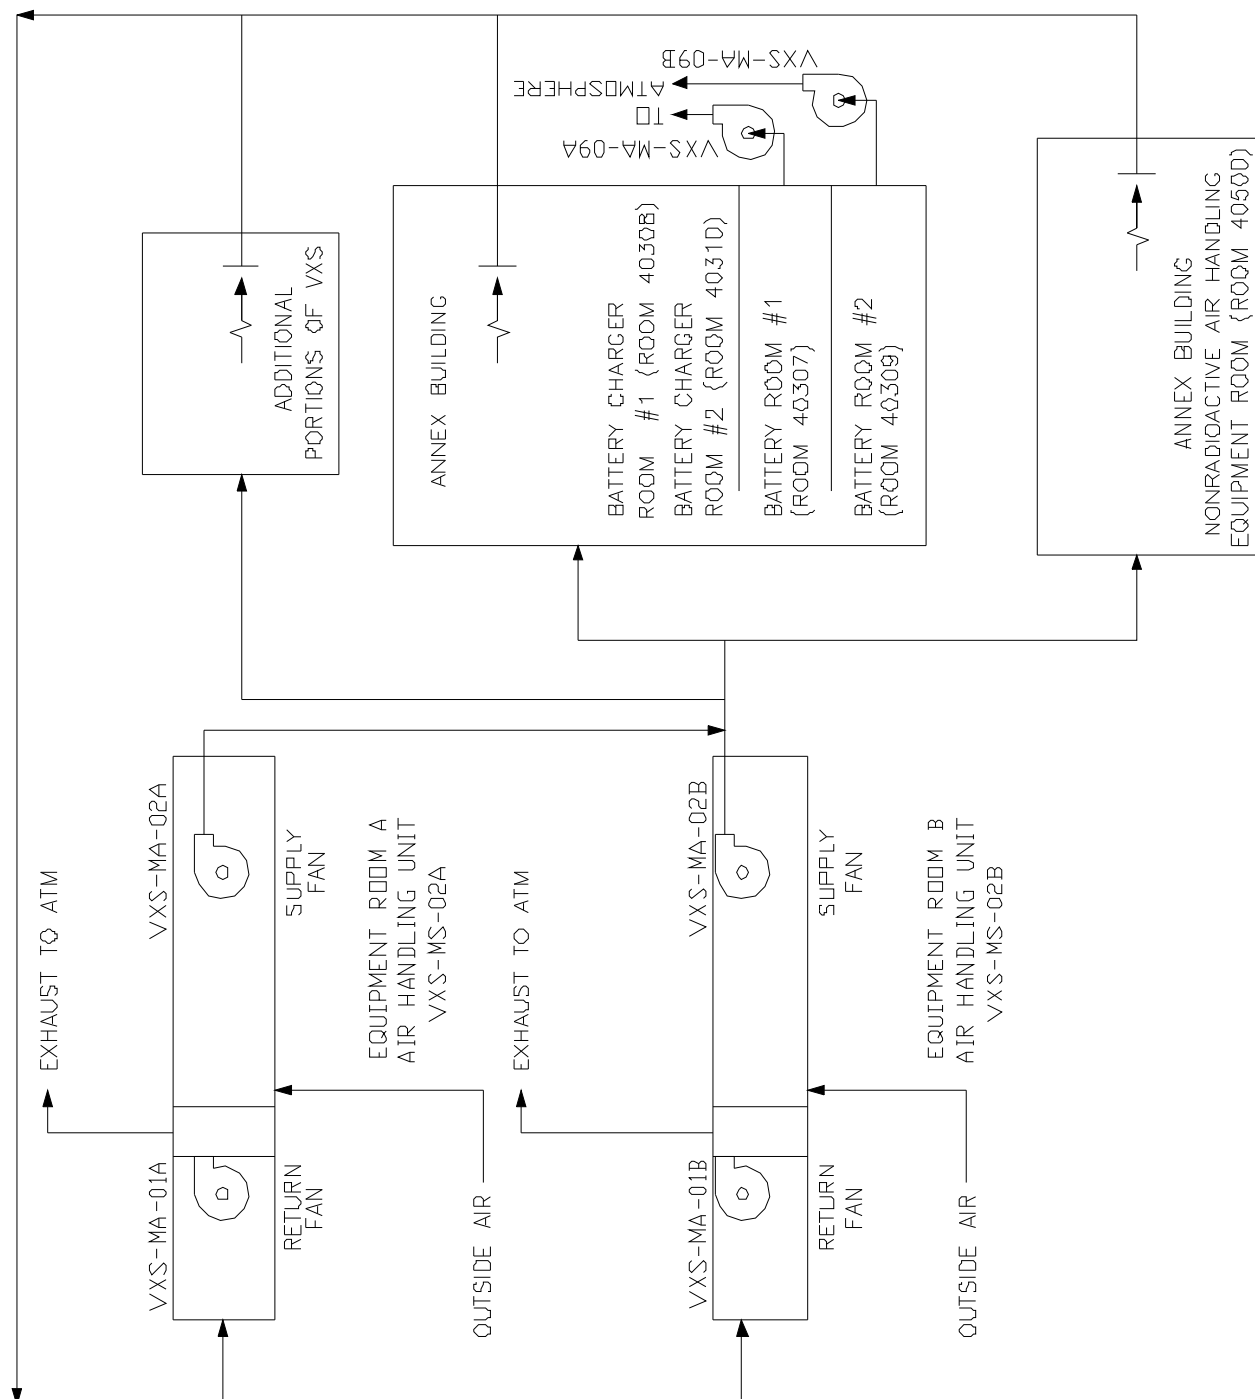 VXS-MA-09B
ATMOSPHERE
TO
VXS-MA-09A
ADDITIONAL
PORTIONS OF VXS
ANNEX BUILDING
BATTERY CHARGER
ROOM #1 (ROOM 40308)
BATTERY CHARGER
ROOM #2 (ROOM 40310)
BATTERY ROOM #1
(ROOM 40307)
BATTERY ROOM #2
(ROOM 40309)
ANNEX BUILDING
NONRADIOACTIVE AIR HANDLING
EQUIPMENT ROOM (ROOM 40500)
EXHAUST TO ATM
VXS-MA-01A
VXS-MA-02A
RETURN
FAN
SUPPLY
FAN
EQUIPMENT ROOM A
AIR HANDLING UNIT
VXS-MS-02A
OUTSIDE AIR
EXHAUST TO ATM
VXS-MA-01B
VXS-MA-02B
RETURN
FAN
SUPPLY
FAN
EQUIPMENT ROOM B
AIR HANDLING UNIT
VXS-MS-02B
OUTSIDE AIR